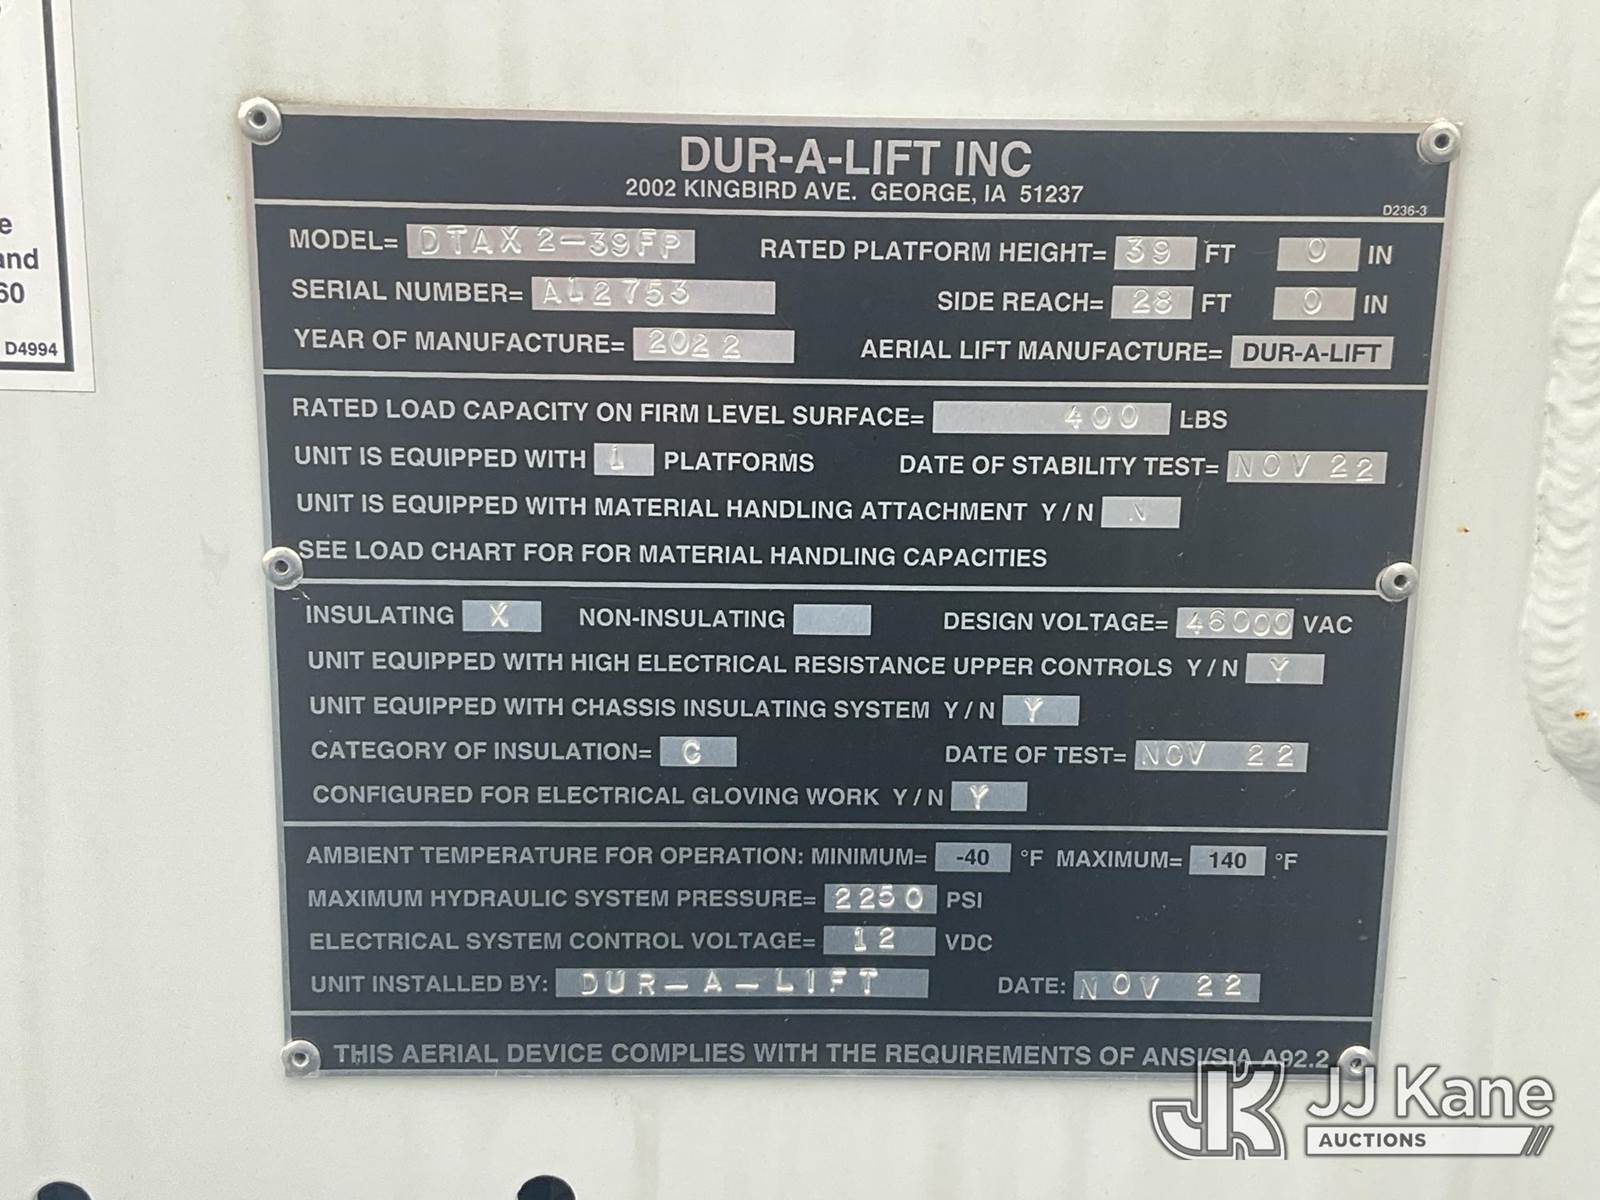 e
and
60
D4994
DUR-A-LIFT INC
2002 KINGBIRD AVE. GEORGE, IA 51237
D236-3
MODEL= DTAX2-39FP RATED PLATFORM HEIGHT= 39 FT 0 IN
SERIAL NUMBER= AL2753 SIDE REACH= 28 FT 0 IN
YEAR OF MANUFACTURE= 2022 AERIAL LIFT MANUFACTURE= DUR-A-LIFT
RATED LOAD CAPACITY ON FIRM LEVEL SURFACE= 400 LBS
UNIT IS EQUIPPED WITH 1 PLATFORMS DATE OF STABILITY TEST= NOV 22
UNIT IS EQUIPPED WITH MATERIAL HANDLING ATTACHMENT Y / N N
SEE LOAD CHART FOR FOR MATERIAL HANDLING CAPACITIES
INSULATING X NON-INSULATING DESIGN VOLTAGE= 46000 VAC
UNIT EQUIPPED WITH HIGH ELECTRICAL RESISTANCE UPPER CONTROLS Y / N Y
UNIT EQUIPPED WITH CHASSIS INSULATING SYSTEM Y / N Y
CATEGORY OF INSULATION= C DATE OF TEST= NOV 22
CONFIGURED FOR ELECTRICAL GLOVING WORK Y / N Y
AMBIENT TEMPERATURE FOR OPERATION: MINIMUM= -40 °F MAXIMUM= 140 °F
MAXIMUM HYDRAULIC SYSTEM PRESSURE= 2250 PSI
ELECTRICAL SYSTEM CONTROL VOLTAGE= 12 VDC
UNIT INSTALLED BY: DUR-A-LIFT DATE: NOV 22
THIS AERIAL DEVICE COMPLIES WITH THE REQUIREMENTS OF ANSI/SIA A92.2
JK JJ Kane
AUCTIONS